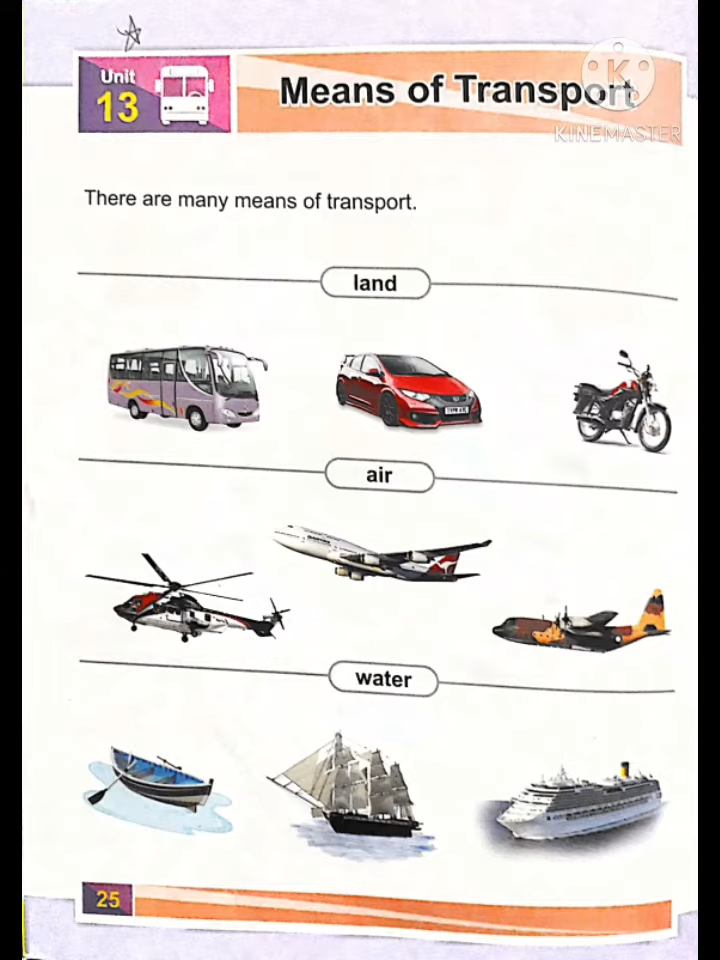 Unit
13
Means of Transport
KINEMASTER
There are many means of transport.
land
air
water
25